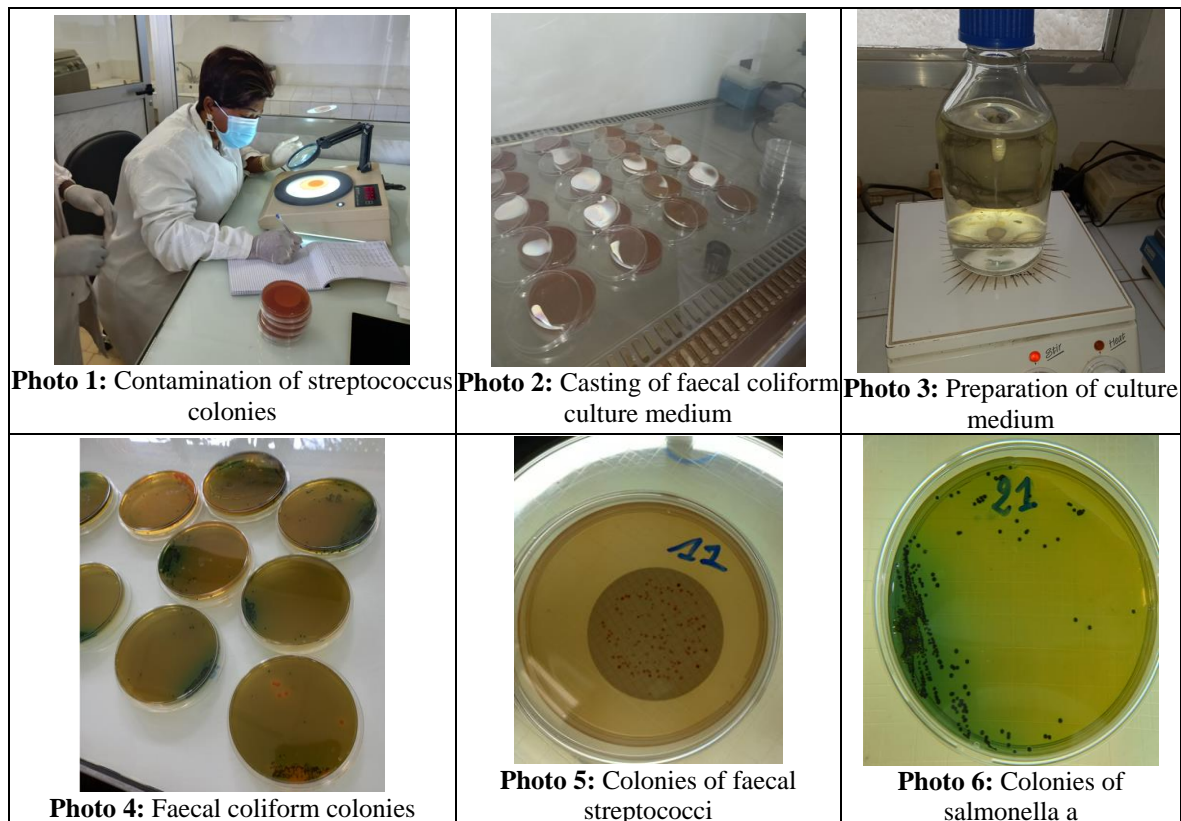 Photo 1: Contamination of streptococcus
colonies
Photo 2: Casting of faecal coliform
culture medium
Stir
Heat
Photo 3: Preparation of culture
medium
Photo 4: Faecal coliform colonies
12
Photo 5: Colonies of faecal
streptococci
21
Photo 6: Colonies of
salmonella a